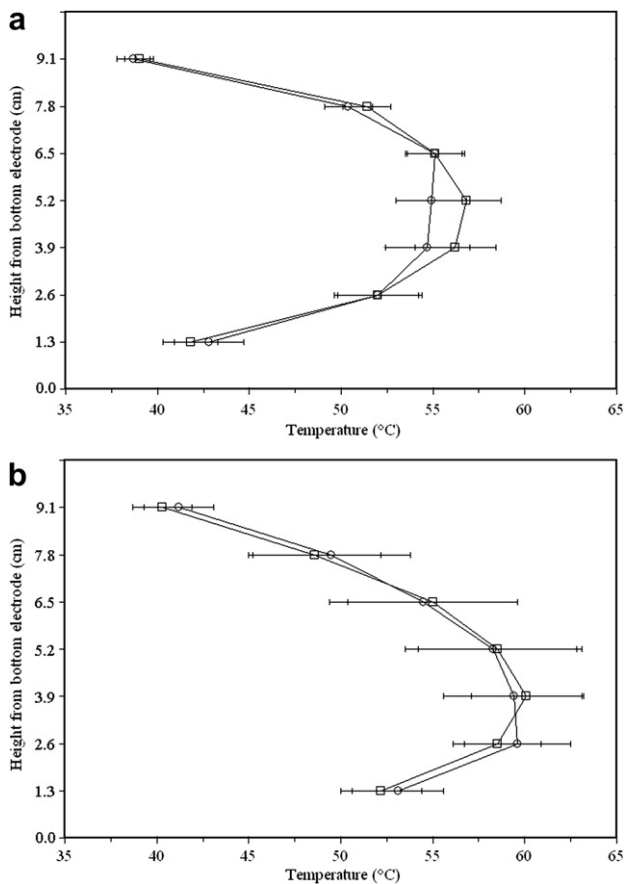 a
9.1
7.8
6.5
5.2
3.9
2.6
1.3
0.0
Height from bottom electrode (cm)
35 40 45 50 55 60 65
Temperature (°C)
b
9.1
7.8
6.5
5.2
3.9
2.6
1.3
0.0
Height from bottom electrode (cm)
35 40 45 50 55 60 65
Temperature (°C)